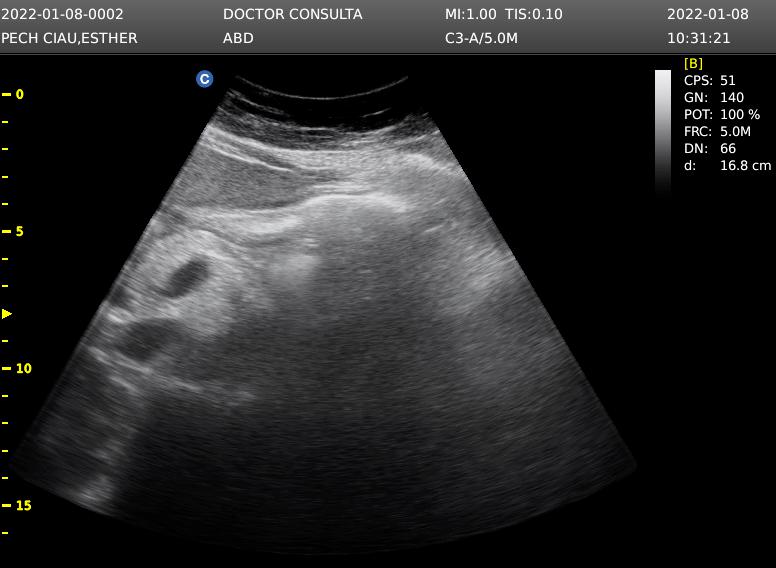 2022-01-08-0002 DOCTOR CONSULTA MI:1.00 TIS:0.10 2022-01-08
PECH CIAU,ESTHER ABD C3-A/5.0M 10:31:21
C
[B]
CPS: 51
GN: 140
POT: 100 %
FRC: 5.0M
DN: 66
d: 16.8 cm
0
5
10
15